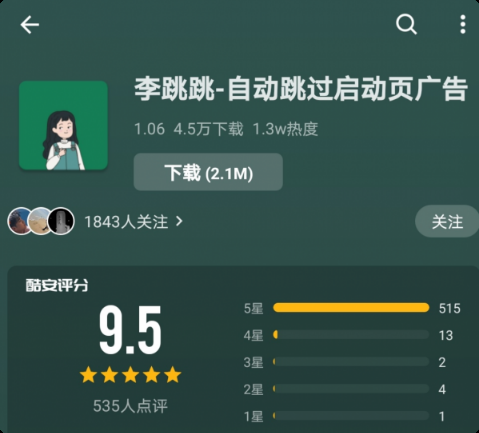 李跳跳-自动跳过启动页广告
1.06 4.5万下载 1.3w热度
下载 (2.1M)
1843人关注
关注
酷安评分
9.5
535人点评
5星 515
4星 13
3星 2
2星 4
1星 1